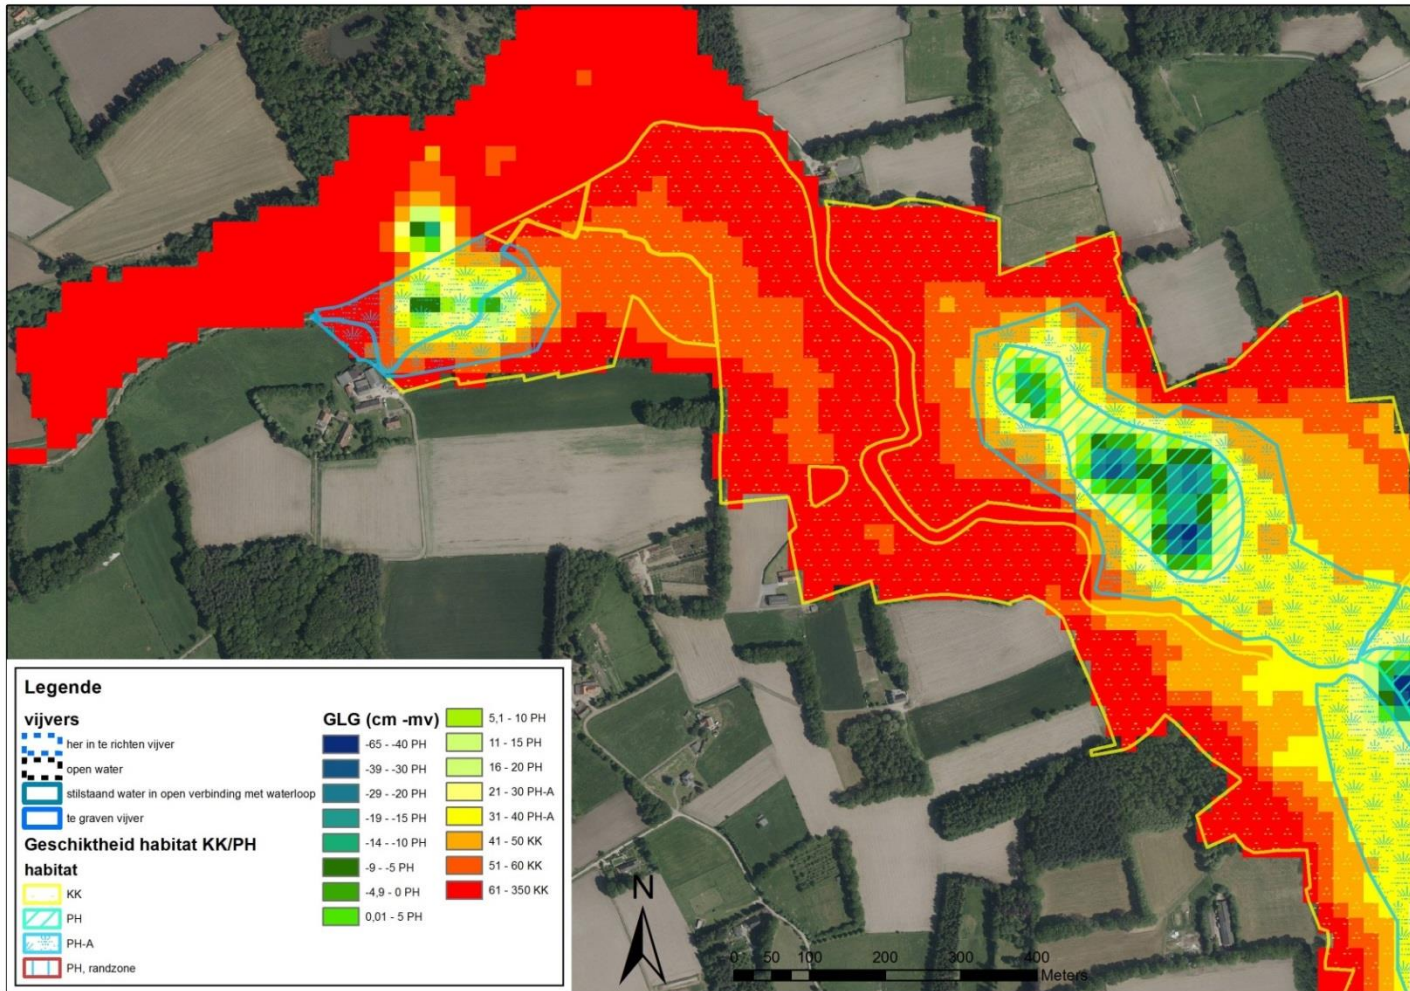 Legende
vijvers
her in te richten vijver
open water
stilstaand water in open verbinding met waterloop
te graven vijver
Geschiktheid habitat KK/PH
habitat
KK
PH
PH-A
PH, randzone
GLG (cm -mv)
-65 - -40 PH
-39 - -30 PH
-29 - -20 PH
-19 - -15 PH
-14 - -10 PH
-9 - -5 PH
-4,9 - 0 PH
0,01 - 5 PH
5,1 - 10 PH
11 - 15 PH
16 - 20 PH
21 - 30 PH-A
31 - 40 PH-A
41 - 50 KK
51 - 60 KK
61 - 350 KK
N
0 50 100 200 300 400
Meters